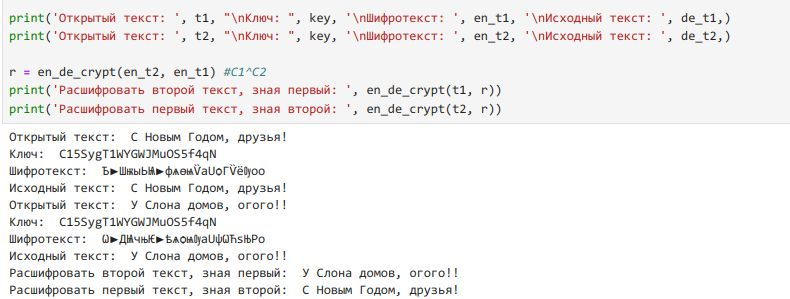 print('Открытый текст: ', t1, "\nКлюч: ", key, '\nШифротекст: ', en_t1, '\nИсходный текст: ', de_t1,)
print('Открытый текст: ', t2, "\nКлюч: ", key, '\nШифротекст: ', en_t2, '\nИсходный текст: ', de_t2,)
r = en_de_crypt(en_t2, en_t1) #C1^C2
print('Расшифровать второй текст, зная первый: ', en_de_crypt(t1, r))
print('Расшифровать первый текст, зная второй: ', en_de_crypt(t2, r))
Открытый текст:  С Новым Годом, друзья!
Ключ:  C15SygT1WYGWJMuOS5f4qN
Шифротекст:
Исходный текст:  С Новым Годом, друзья!
Открытый текст:  У Слона домов, огого!!
Ключ:  C15SygT1WYGWJMuOS5f4qN
Шифротекст:
Исходный текст:  У Слона домов, огого!!
Расшифровать второй текст, зная первый:  У Слона домов, огого!!
Расшифровать первый текст, зная второй:  С Новым Годом, друзья!